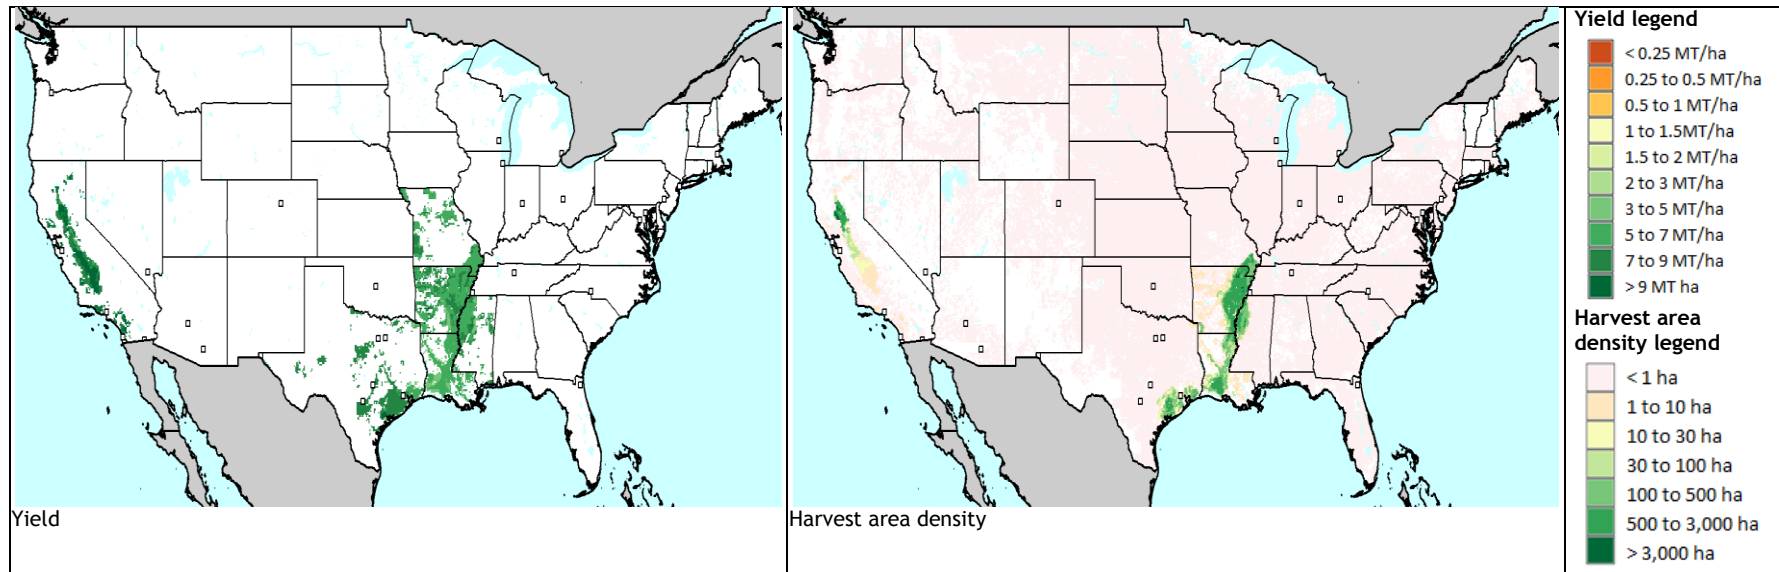 Yield
Harvest area density
Yield legend
< 0.25 MT/ha
0.25 to 0.5 MT/ha
0.5 to 1 MT/ha
1 to 1.5MT/ha
1.5 to 2 MT/ha
2 to 3 MT/ha
3 to 5 MT/ha
5 to 7 MT/ha
7 to 9 MT/ha
> 9 MT ha
Harvest area
density legend
< 1 ha
1 to 10 ha
10 to 30 ha
30 to 100 ha
100 to 500 ha
500 to 3,000 ha
> 3,000 ha